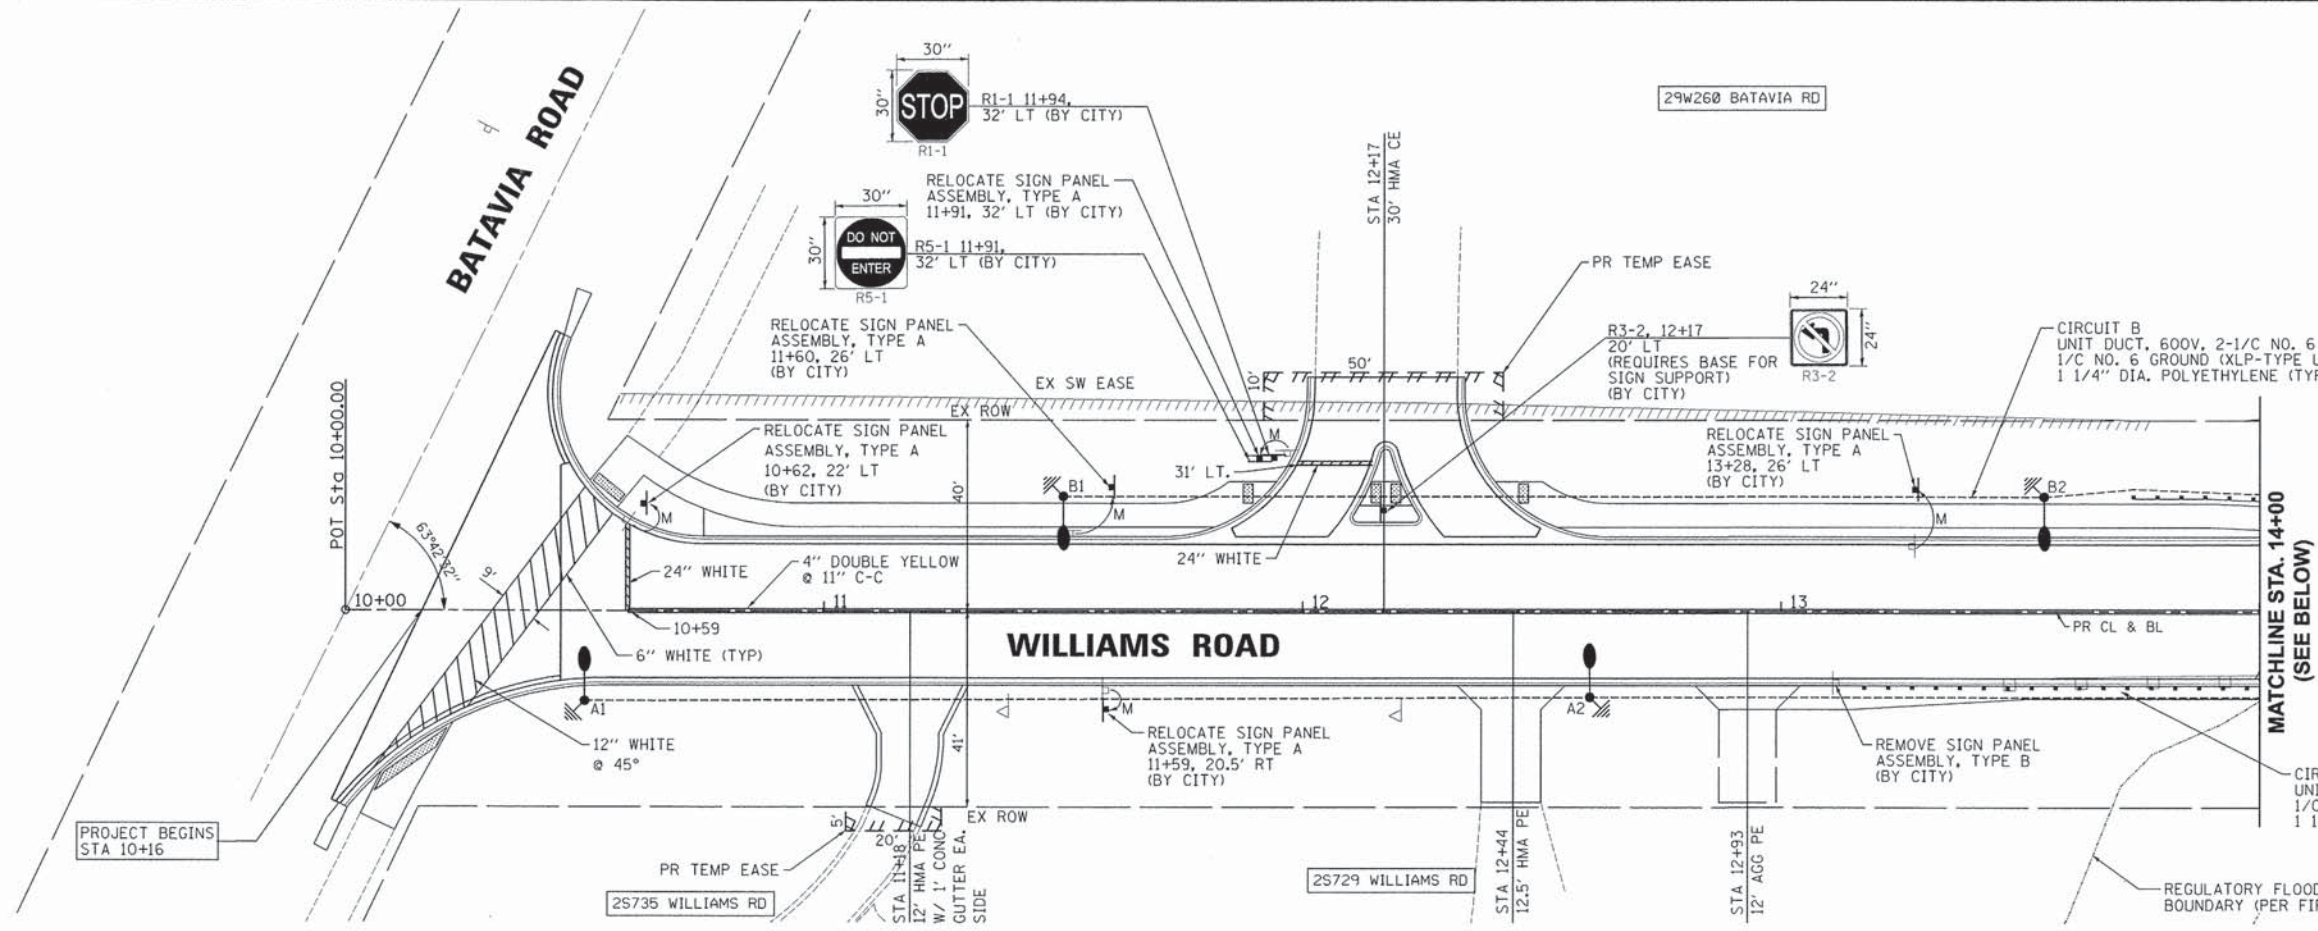 BATAVIA ROAD
30"
30"
STOP
R1-1
R1-1 11+94,
32' LT (BY CITY)
RELOCATE SIGN PANEL
ASSEMBLY, TYPE A
11+91, 32' LT (BY CITY)
30"
30"
DO NOT
ENTER
R5-1
R5-1 11+91,
32' LT (BY CITY)
29W260 BATAVIA RD
STA 12+17
30' HMA CE
PR TEMP EASE
RELOCATE SIGN PANEL
ASSEMBLY, TYPE A
11+60, 26' LT
(BY CITY)
EX SW EASE
10'
50'
R3-2, 12+17
20' LT
(REQUIRES BASE FOR
SIGN SUPPORT)
(BY CITY)
24"
24"
R3-2
CIRCUIT B
UNIT DUCT, 600V, 2-1/C NO. 6
1/C NO. 6 GROUND (XLP-TYPE
1 1/4" DIA. POLYETHYLENE
EX ROW
RELOCATE SIGN PANEL
ASSEMBLY, TYPE A
10+62, 22' LT
(BY CITY)
M
31' LT.
M
B1
M
40'
RELOCATE SIGN PANEL
ASSEMBLY, TYPE A
13+28, 26' LT
(BY CITY)
B2
M
POT Sta 10+00.00
63°42'32"
9'
10+00
24" WHITE
4" DOUBLE YELLOW
@ 11" C-C
24" WHITE
11
12
13
10+59
6" WHITE (TYP)
WILLIAMS ROAD
PR CL & BL
MATCHLINE STA. 14+00
(SEE BELOW)
A1
A2
M
12" WHITE
@ 45°
41'
RELOCATE SIGN PANEL
ASSEMBLY, TYPE A
11+59, 20.5' RT
(BY CITY)
REMOVE SIGN PANEL
ASSEMBLY, TYPE B
(BY CITY)
PROJECT BEGINS
STA 10+16
EX ROW
5'
20'
PR TEMP EASE
2S735 WILLIAMS RD
STA 11+18
12' HMA PE
W/ 1' CONC
GUTTER EA.
SIDE
2S729 WILLIAMS RD
STA 12+44
12.5' HMA PE
STA 12+93
12' AGG PE
REGULATORY FLOOD
BOUNDARY (PER